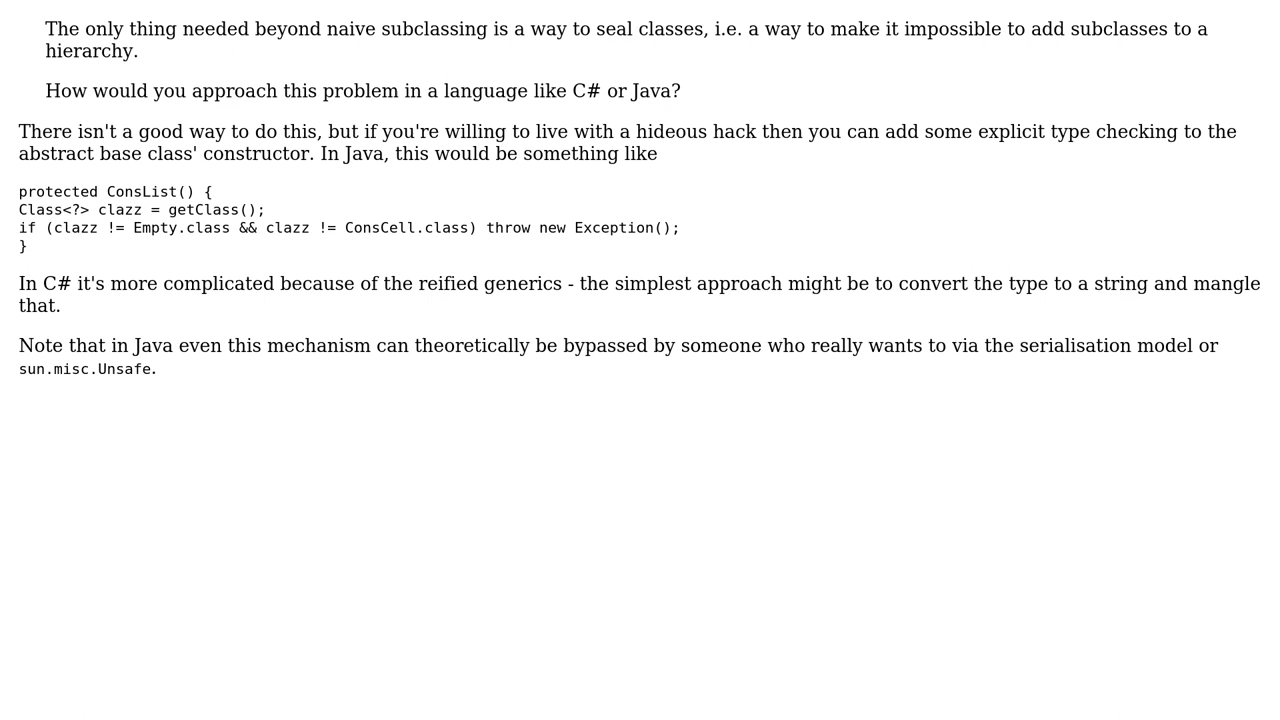 The only thing needed beyond naive subclassing is a way to seal classes, i.e. a way to make it impossible to add subclasses to a
hierarchy.
How would you approach this problem in a language like C# or Java?
There isn't a good way to do this, but if you're willing to live with a hideous hack then you can add some explicit type checking to the
abstract base class' constructor. In Java, this would be something like
protected ConsList() {
Class<?> clazz = getClass();
if (clazz != Empty.class && clazz != ConsCell.class) throw new Exception();
}
In C# it's more complicated because of the reified generics - the simplest approach might be to convert the type to a string and mangle
that.
Note that in Java even this mechanism can theoretically be bypassed by someone who really wants to via the serialisation model or
sun.misc.Unsafe.